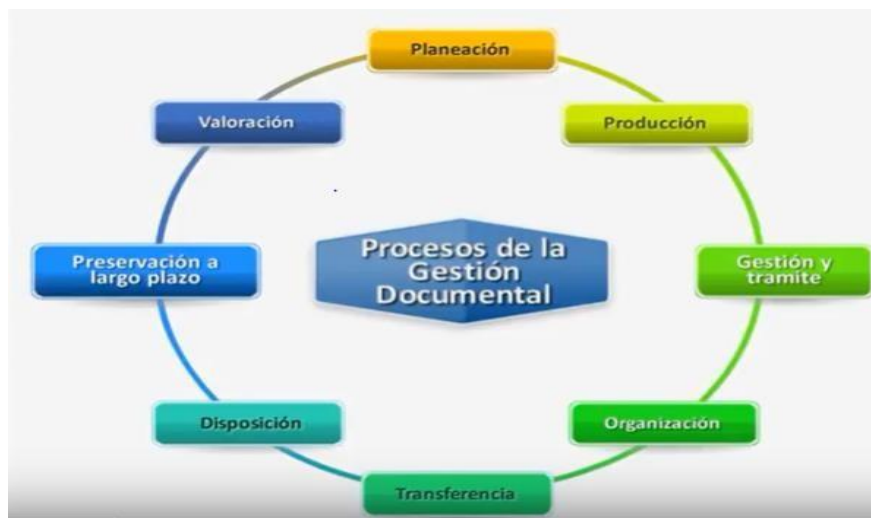 Planeación
Valoración
Producción
Procesos de la
Gestión
Documental
Preservación a
largo plazo
Gestión y
tramite
Disposición
Organización
Transferencia